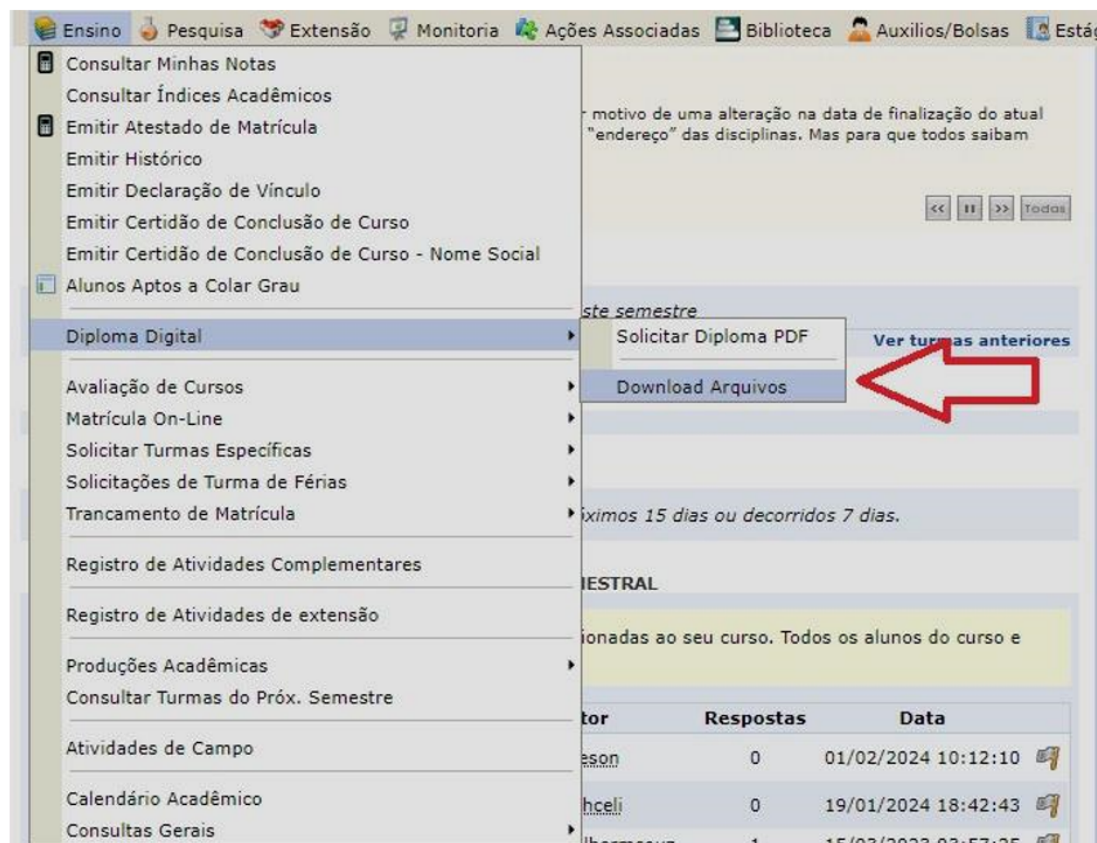 Ensino Pesquisa Extensão Monitoria Ações Associadas Biblioteca Auxilios/Bolsas
Consultar Minhas Notas
Consultar Índices Acadêmicos
Emitir Atestado de Matrícula
Emitir Histórico
Emitir Declaração de Vínculo
Emitir Certidão de Conclusão de Curso
Emitir Certidão de Conclusão de Curso - Nome Social
Alunos Aptos a Colar Grau
Diploma Digital
Avaliação de Cursos
Matrícula On-Line
Solicitar Turmas Específicas
Solicitações de Turma de Férias
Trancamento de Matrícula
Registro de Atividades Complementares
Registro de Atividades de extensão
Produções Acadêmicas
Consultar Turmas do Próx. Semestre
Atividades de Campo
Calendário Acadêmico
Consultas Gerais
Solicitar Diploma PDF
Download Arquivos
motivo de uma alteração na data de finalização do atual
"endereço" das disciplinas. Mas para que todos saibam
<< II >> Todas
ste semestre
Ver turmas anteriores
óximos 15 dias ou decorridos 7 dias.
MESTRAL
ionadas ao seu curso. Todos os alunos do curso e
tor Respostas Data
eson 0 01/02/2024 10:12:10
hceli 0 19/01/2024 18:42:43